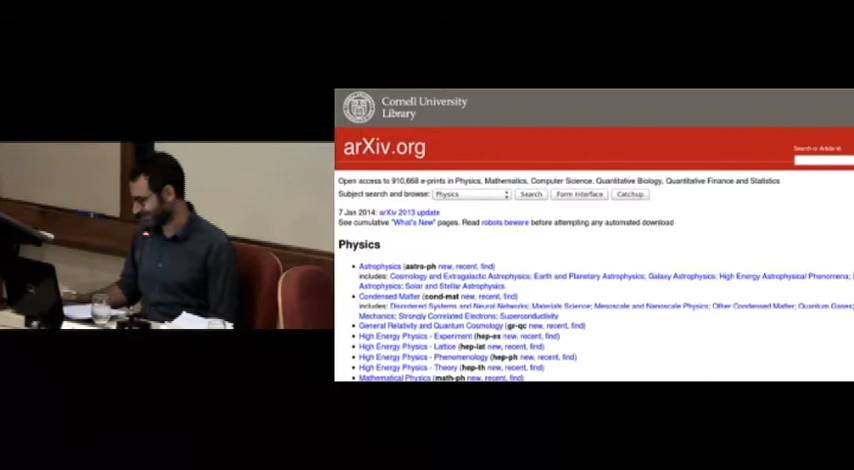 Cornell University
Library
arXiv.org
Search or Article-id
Open access to 910,668 e-prints in Physics, Mathematics, Computer Science, Quantitative Biology, Quantitative Finance and Statistics
Subject search and browse: Physics Search Form Interface Catchup
7 Jan 2014: arXiv 2013 update
See cumulative "What's New" pages. Read robots beware before attempting any automated download
Physics
• Astrophysics (astro-ph new, recent, find)
includes: Cosmology and Extragalactic Astrophysics; Earth and Planetary Astrophysics; Galaxy Astrophysics; High Energy Astrophysical Phenomena;
Astrophysics; Solar and Stellar Astrophysics
• Condensed Matter (cond-mat new, recent, find)
includes: Disordered Systems and Neural Networks; Materials Science; Mesoscale and Nanoscale Physics; Other Condensed Matter; Quantum Gases;
Mechanics; Strongly Correlated Electrons; Superconductivity
• General Relativity and Quantum Cosmology (gr-qc new, recent, find)
• High Energy Physics - Experiment (hep-ex new, recent, find)
• High Energy Physics - Lattice (hep-lat new, recent, find)
• High Energy Physics - Phenomenology (hep-ph new, recent, find)
• High Energy Physics - Theory (hep-th new, recent, find)
• Mathematical Physics (math-ph new, recent, find)